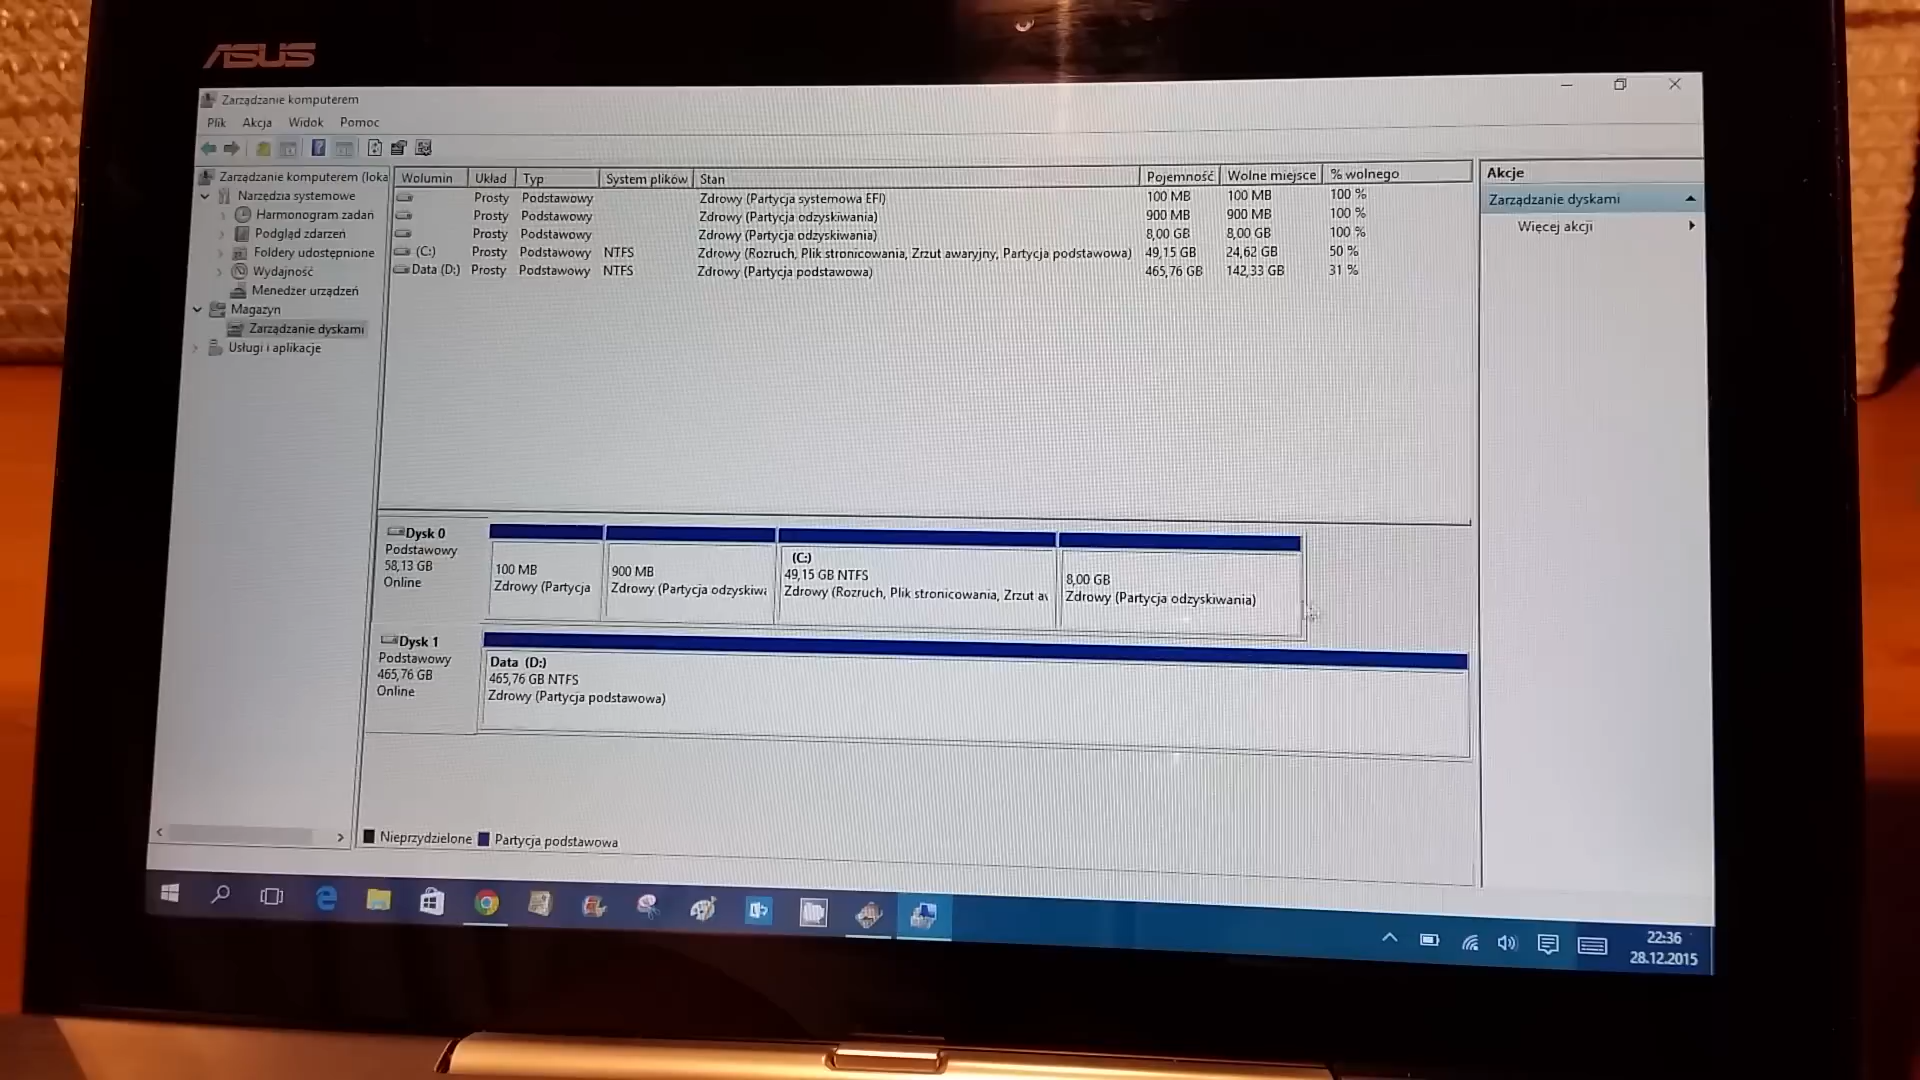 ASUS
Zarządzanie komputerem
Plik Akcja Widok Pomoc
Zarządzanie komputerem (loka
Narzędzia systemowe
Harmonogram zadań
Podgląd zdarzeń
Foldery udostępnione
Wydajność
Menedżer urządzeń
Magazyn
Zarządzanie dyskami
Usługi i aplikacje
Wolumin Układ Typ System plików Stan Pojemność Wolne miejsce % wolnego
Prosty Podstawowy Zdrowy (Partycja systemowa EFI) 100 MB 100 MB 100 %
Prosty Podstawowy Zdrowy (Partycja odzyskiwania) 900 MB 900 MB 100 %
Prosty Podstawowy Zdrowy (Partycja odzyskiwania) 8,00 GB 8,00 GB 100 %
(C:) Prosty Podstawowy NTFS Zdrowy (Rozruch, Plik stronicowania, Zrzut awaryjny, Partycja podstawowa) 49,15 GB 24,62 GB 50 %
Data (D:) Prosty Podstawowy NTFS Zdrowy (Partycja podstawowa) 465,76 GB 142,33 GB 31 %
Akcje
Zarządzanie dyskami
Więcej akcji
Dysk 0
Podstawowy
58,13 GB
Online
100 MB
Zdrowy (Partycja
900 MB
Zdrowy (Partycja odzyskiwa
(C:)
49,15 GB NTFS
Zdrowy (Rozruch, Plik stronicowania, Zrzut aw
8,00 GB
Zdrowy (Partycja odzyskiwania)
Dysk 1
Podstawowy
465,76 GB
Online
Data (D:)
465,76 GB NTFS
Zdrowy (Partycja podstawowa)
Nieprzydzielone Partycja podstawowa
22:36
28.12.2015